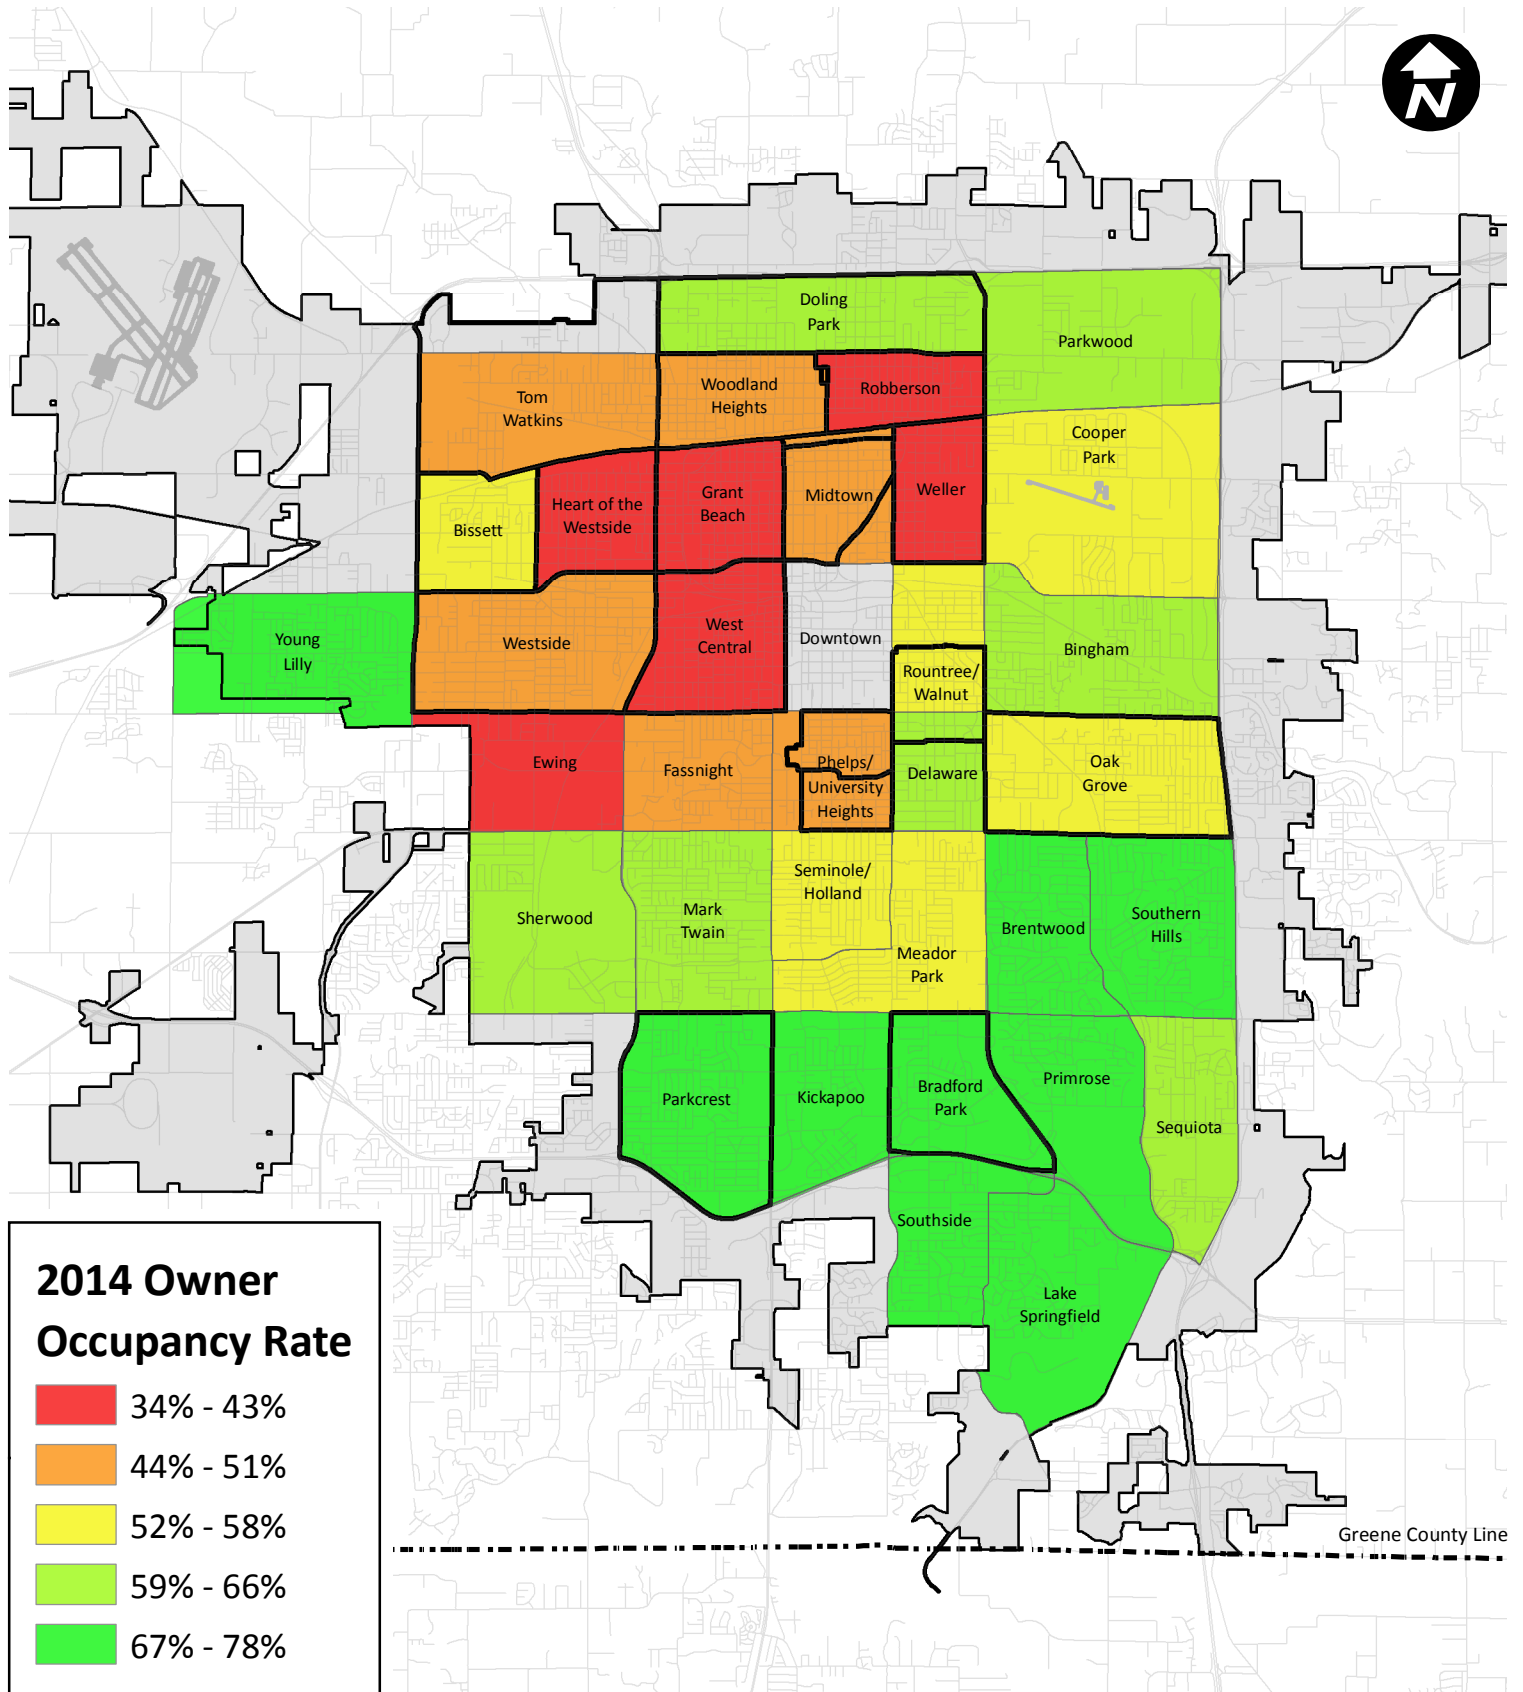 N
Doling
Park
Parkwood
Tom
Watkins
Woodland
Heights
Robberson
Cooper
Park
Bissett
Heart of the
Westside
Grant
Beach
Midtown
Weller
Young
Lilly
Westside
West
Central
Downtown
Rountree/
Walnut
Bingham
Ewing
Fassnight
Phelps/
University
Heights
Delaware
Oak
Grove
Sherwood
Mark
Twain
Seminole/
Holland
Meador
Park
Brentwood
Southern
Hills
Parkcrest
Kickapoo
Bradford
Park
Primrose
Sequiota
Southside
Lake
Springfield
Greene County Line
2014 Owner
Occupancy Rate
34% - 43%
44% - 51%
52% - 58%
59% - 66%
67% - 78%